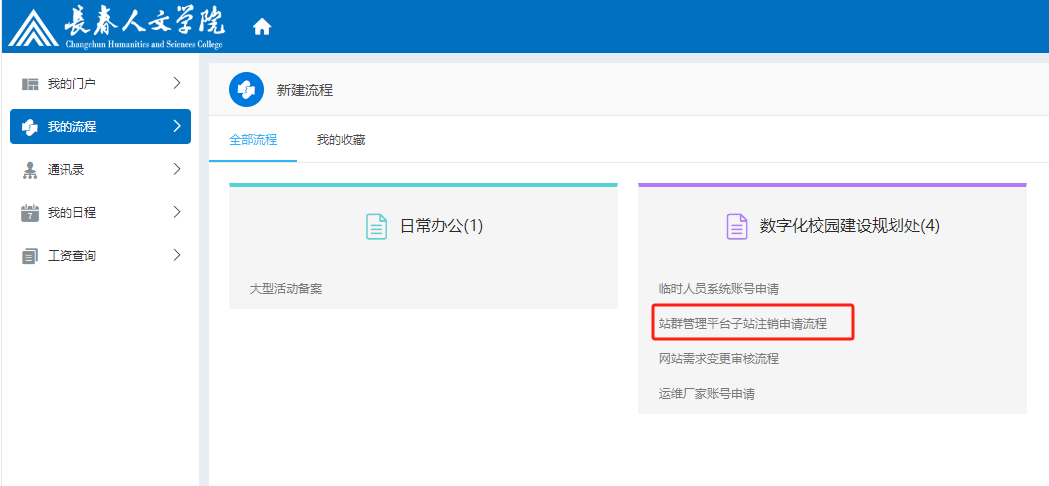 長春人文学院
Changchun Humanities and Sciences College
我的门户
我的流程
通讯录
7
我的日程
工资查询
新建流程
全部流程 我的收藏
日常办公(1)
大型活动备案
数字化校园建设规划处(4)
临时人员系统账号申请
站群管理平台子站注销申请流程
网站需求变更审核流程
运维厂家账号申请